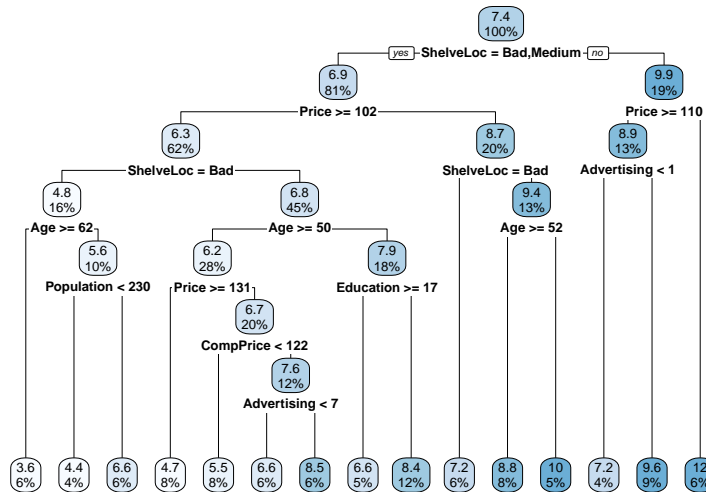 7.4
100%
yes ShelveLoc = Bad,Medium no
6.9
81%
9.9
19%
Price >= 102
Price >= 110
6.3
62%
8.7
20%
8.9
13%
ShelveLoc = Bad
ShelveLoc = Bad
Advertising < 1
4.8
16%
6.8
45%
9.4
13%
Age >= 62
Age >= 50
Age >= 52
5.6
10%
6.2
28%
7.9
18%
Population < 230
Price >= 131
Education >= 17
6.7
20%
CompPrice < 122
7.6
12%
Advertising < 7
3.6 4.4 6.6 4.7 5.5 6.6 8.5 6.6 8.4 7.2 8.8 10 7.2 9.6 12
6% 4% 6% 8% 8% 6% 6% 5% 12% 6% 8% 5% 4% 9% 6%